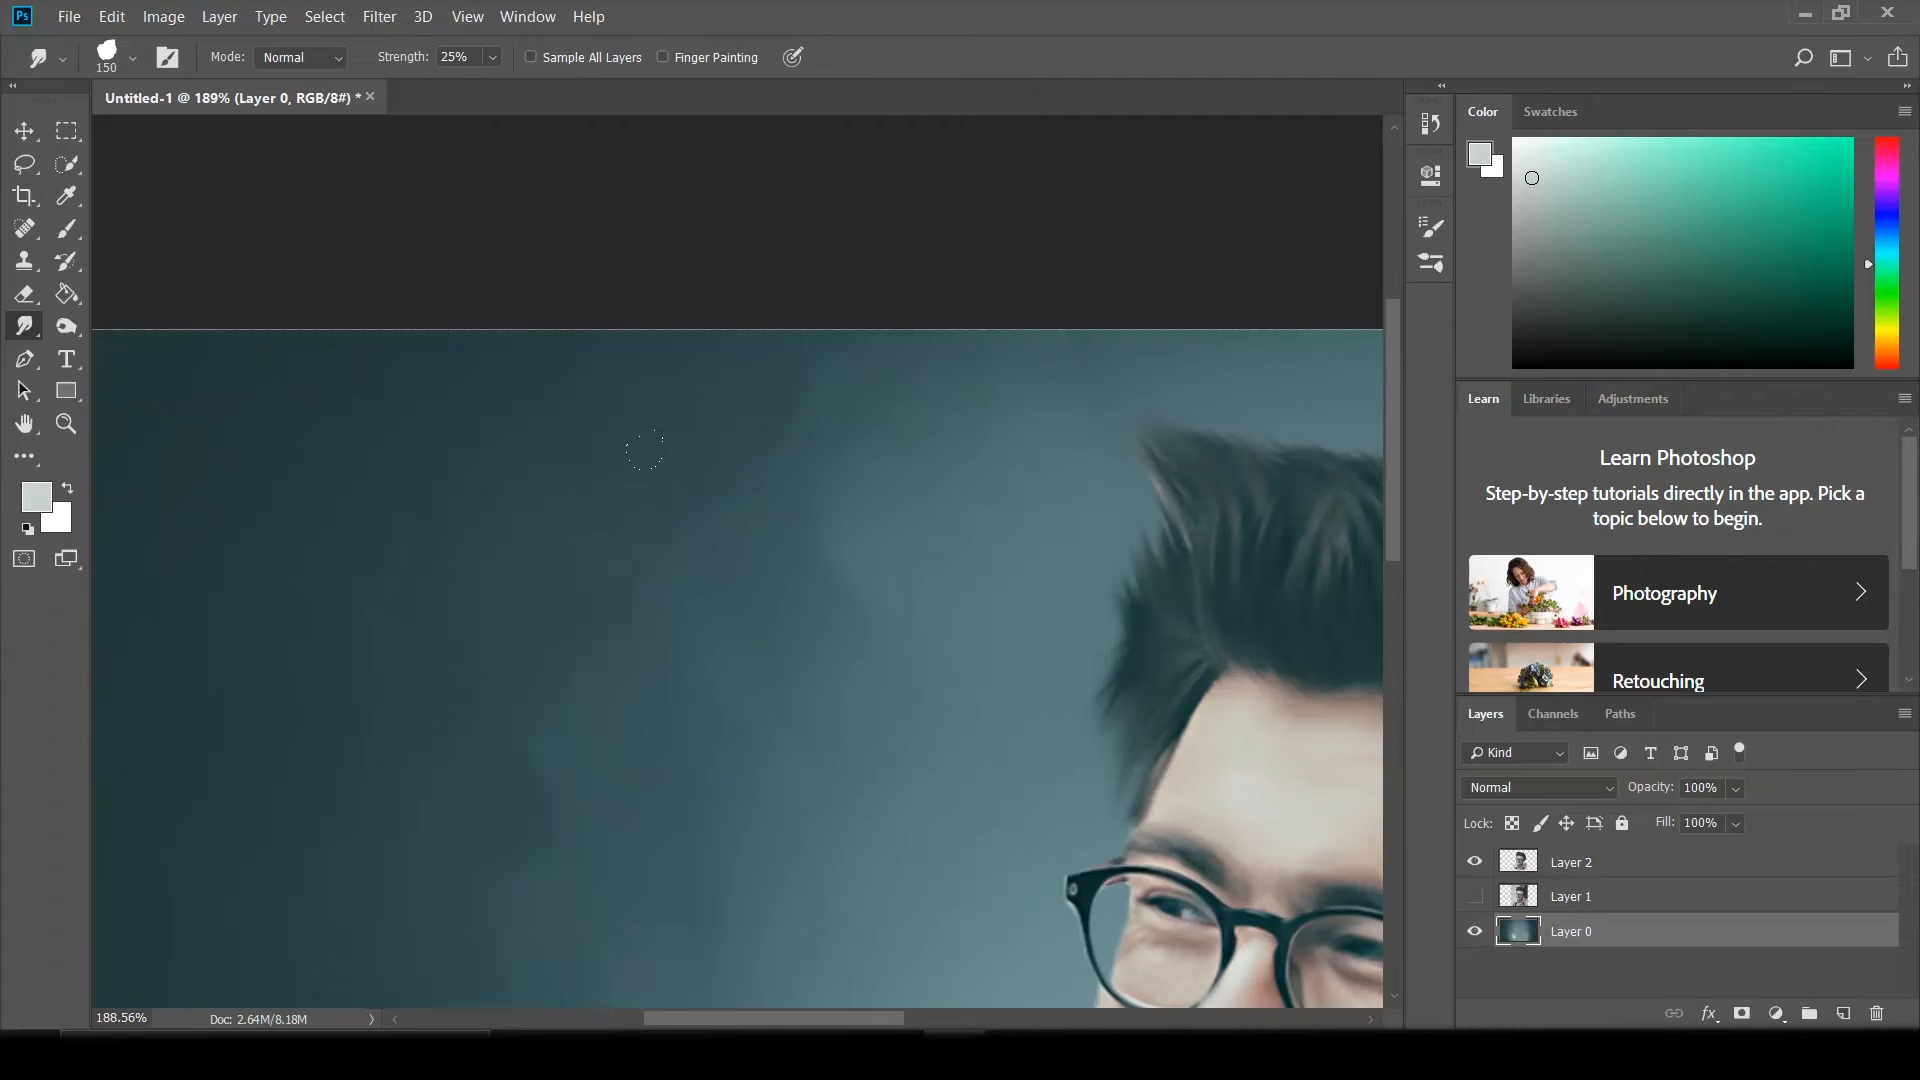 Ps File Edit Image Layer Type Select Filter 3D View Window Help
150 Mode: Normal Strength: 25% Sample All Layers Finger Painting
Untitled-1 @ 189% (Layer 0, RGB/8#) *
Color Swatches
Learn Libraries Adjustments
Learn Photoshop
Step-by-step tutorials directly in the app. Pick a
topic below to begin.
Photography
Retouching
Layers Channels Paths
Kind
Normal Opacity: 100%
Lock: Fill: 100%
Layer 2
Layer 1
Layer 0
fx
188.56% Doc: 2.64M/8.18M